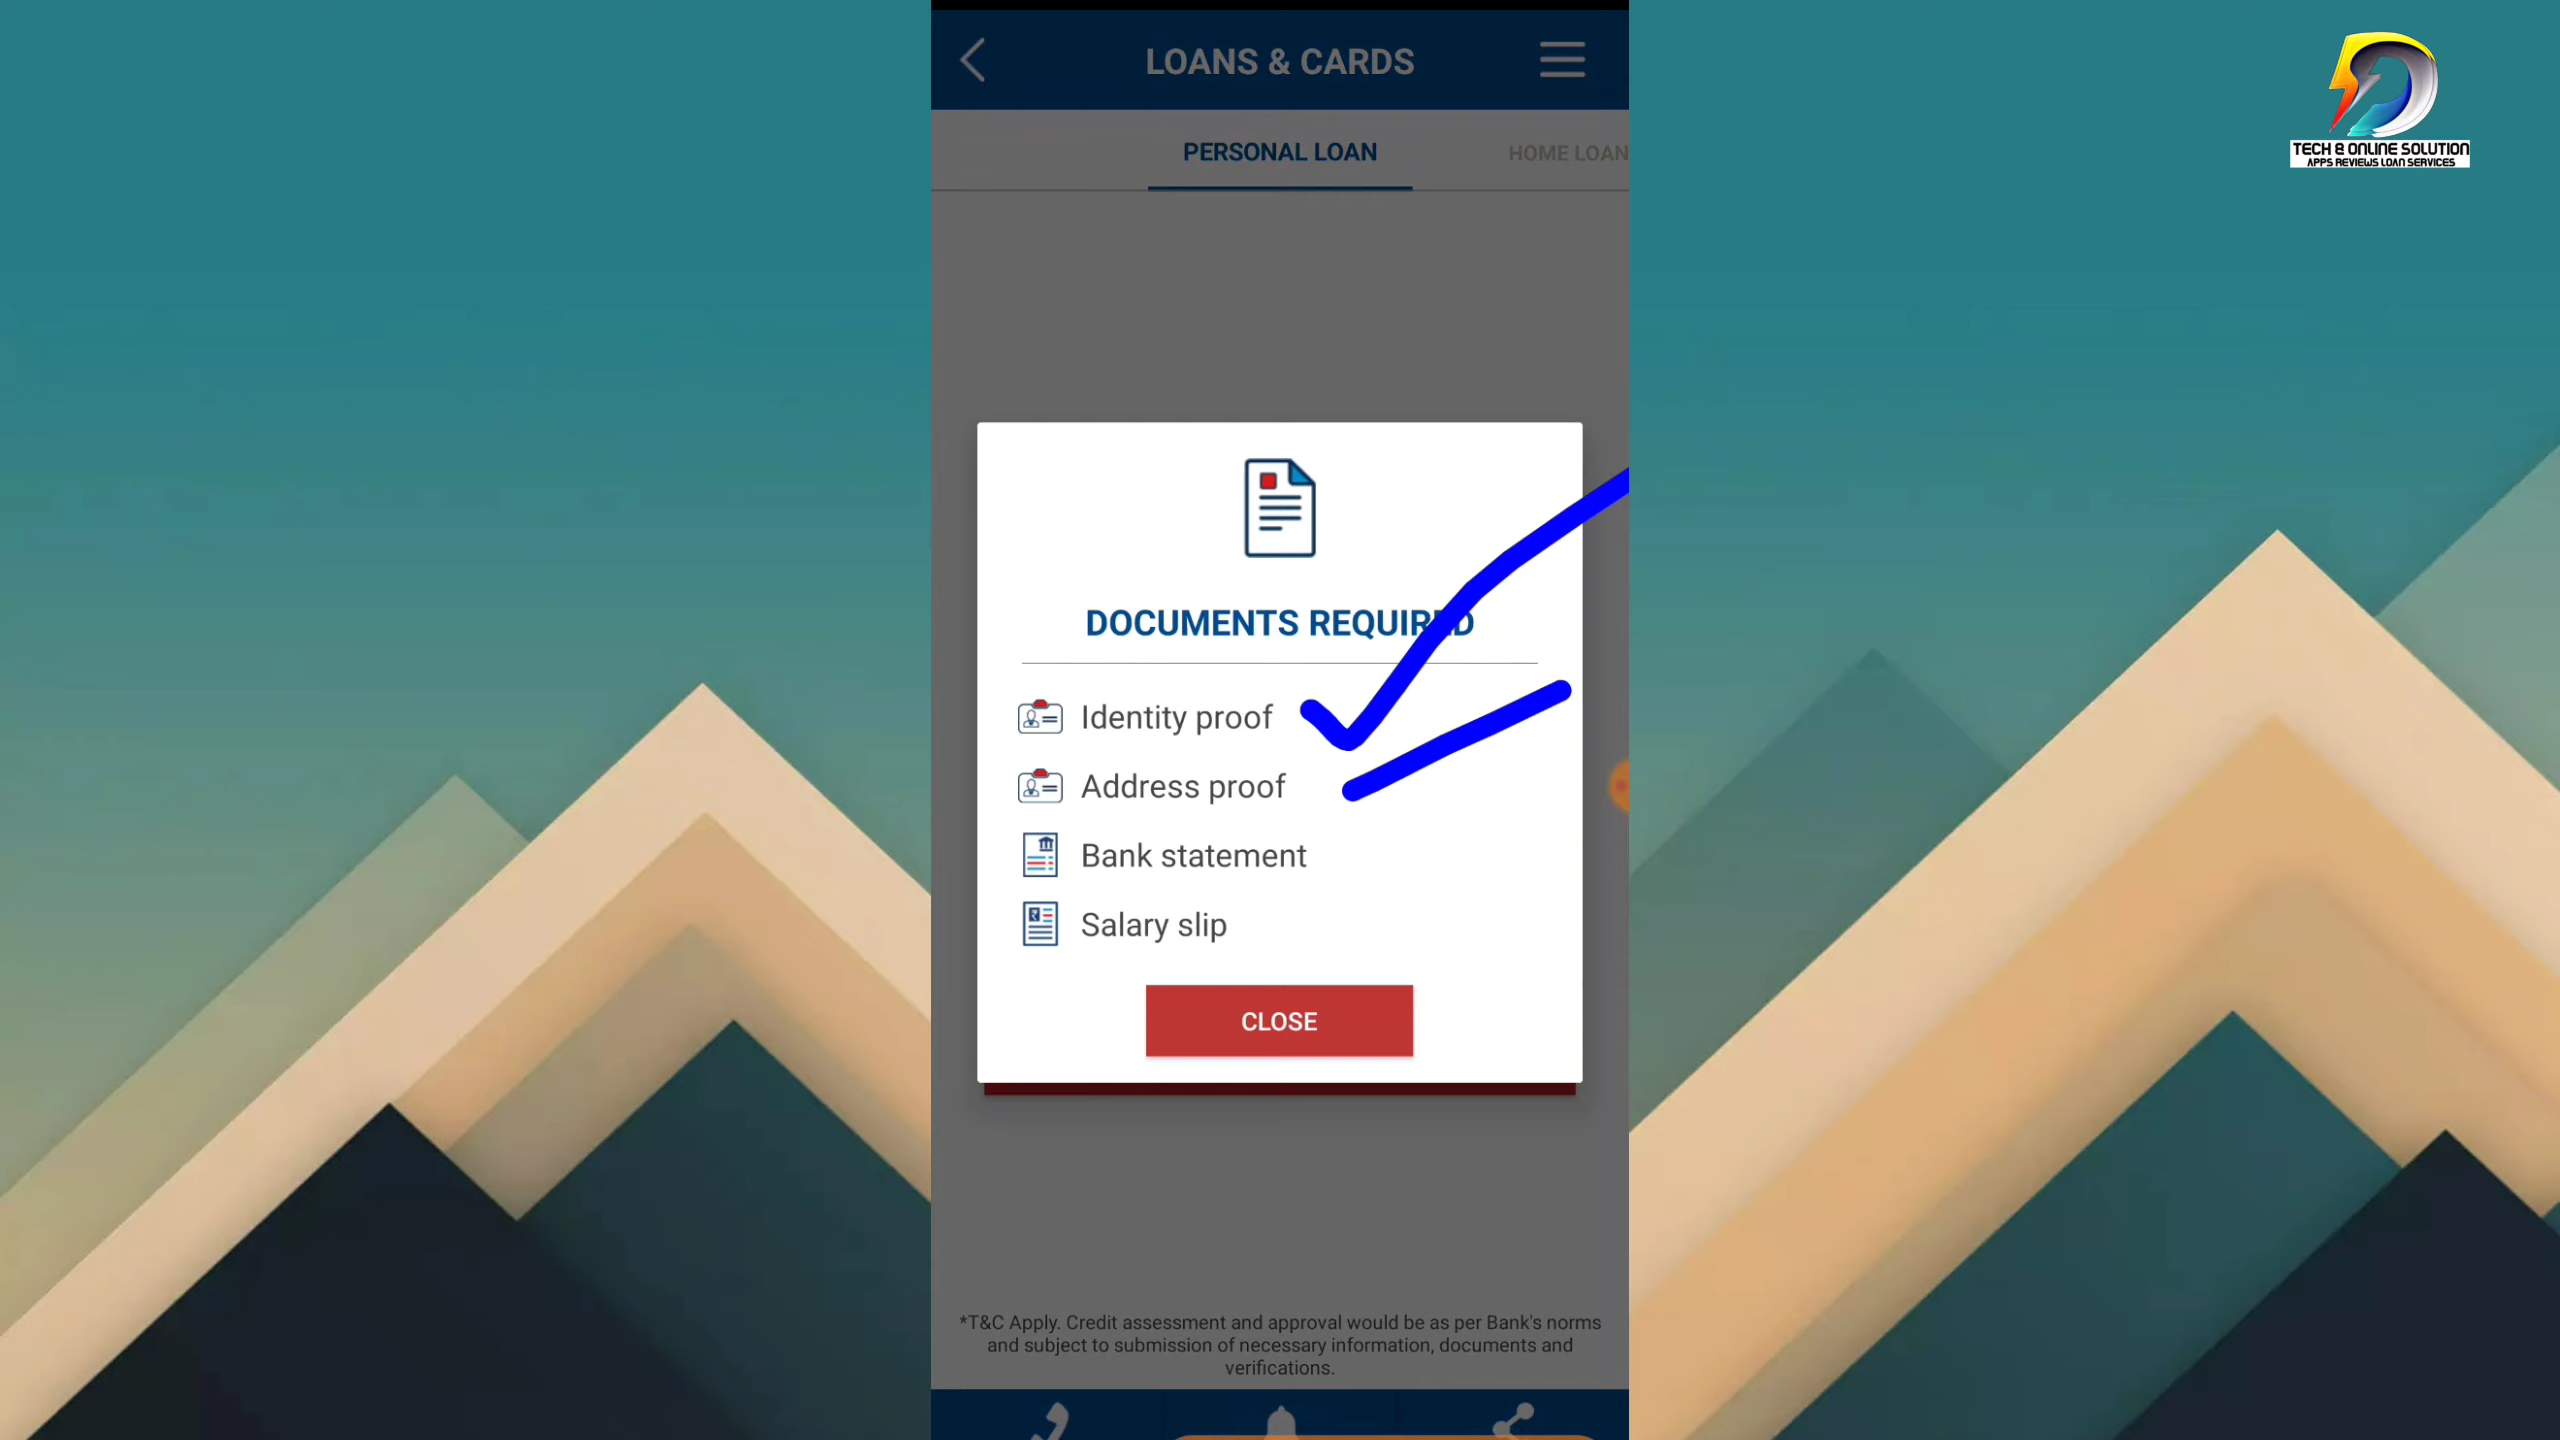 LOANS & CARDS
PERSONAL LOAN
HOME LOAN
TECH & ONLINE SOLUTION
APPS REVIEWS LOAN SERVICES
DOCUMENTS REQUIRED
Identity proof
Address proof
Bank statement
Salary slip
CLOSE
*T&C Apply. Credit assessment and approval would be as per Bank's norms
and subject to submission of necessary information, documents and
verifications.